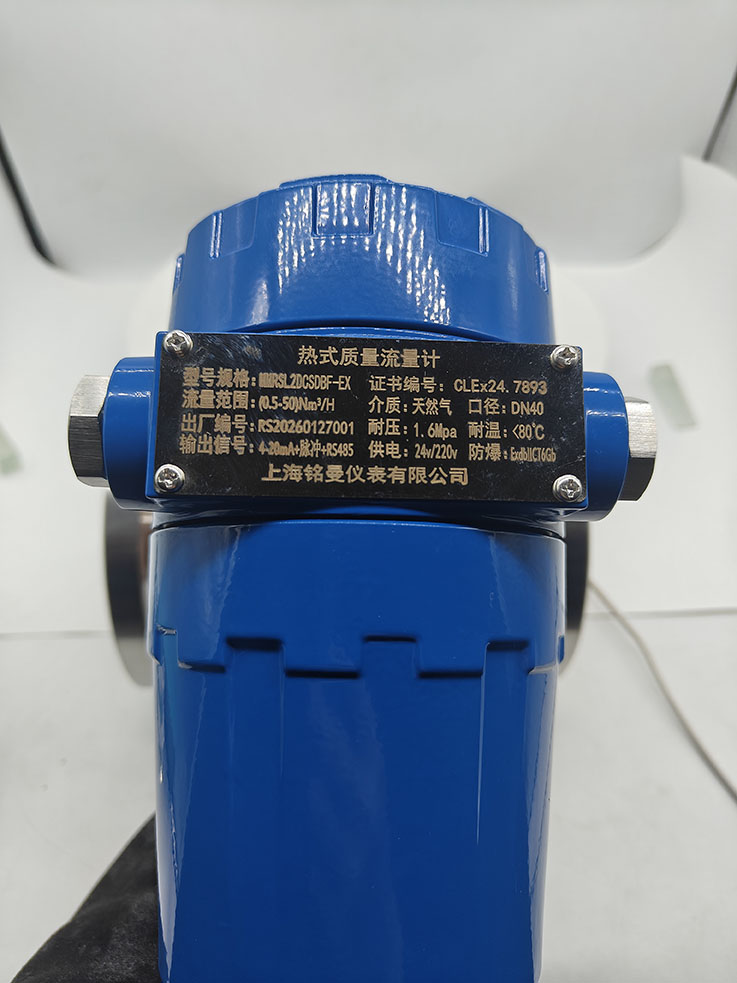 热式质量流量计
型号规格:MMRSL2DCSDBF-EX 证书编号:CLEx24.7893
流量范围:(0.5-50)Nm³/H 介质:天然气 口径:DN40
出厂编号:RS20260127001 耐压:1.6Mpa 耐温:<80℃
输出信号:4-20mA+脉冲+RS485 供电:24v/220v 防爆:ExdbIICT6Gb
上海铭曼仪表有限公司